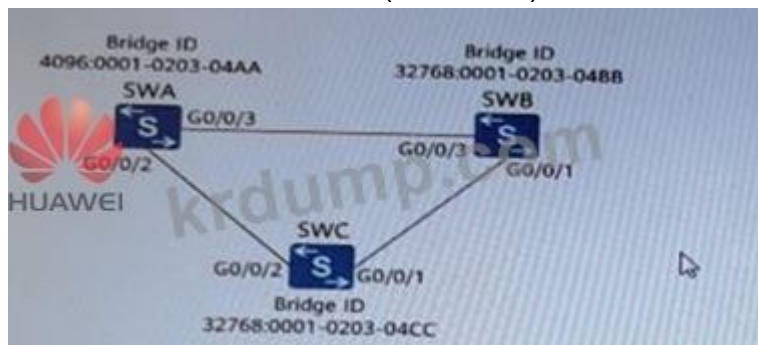 Bridge ID
4096:0001-0203-04AA
SWA
Bridge ID
32768:0001-0203-04BB
SWB
G0/0/3
G0/0/3
G0/0/2
G0/0/1
HUAWEI
krdump.com
SWC
G0/0/2
G0/0/1
Bridge ID
32768:0001-0203-04CC
S
S
S